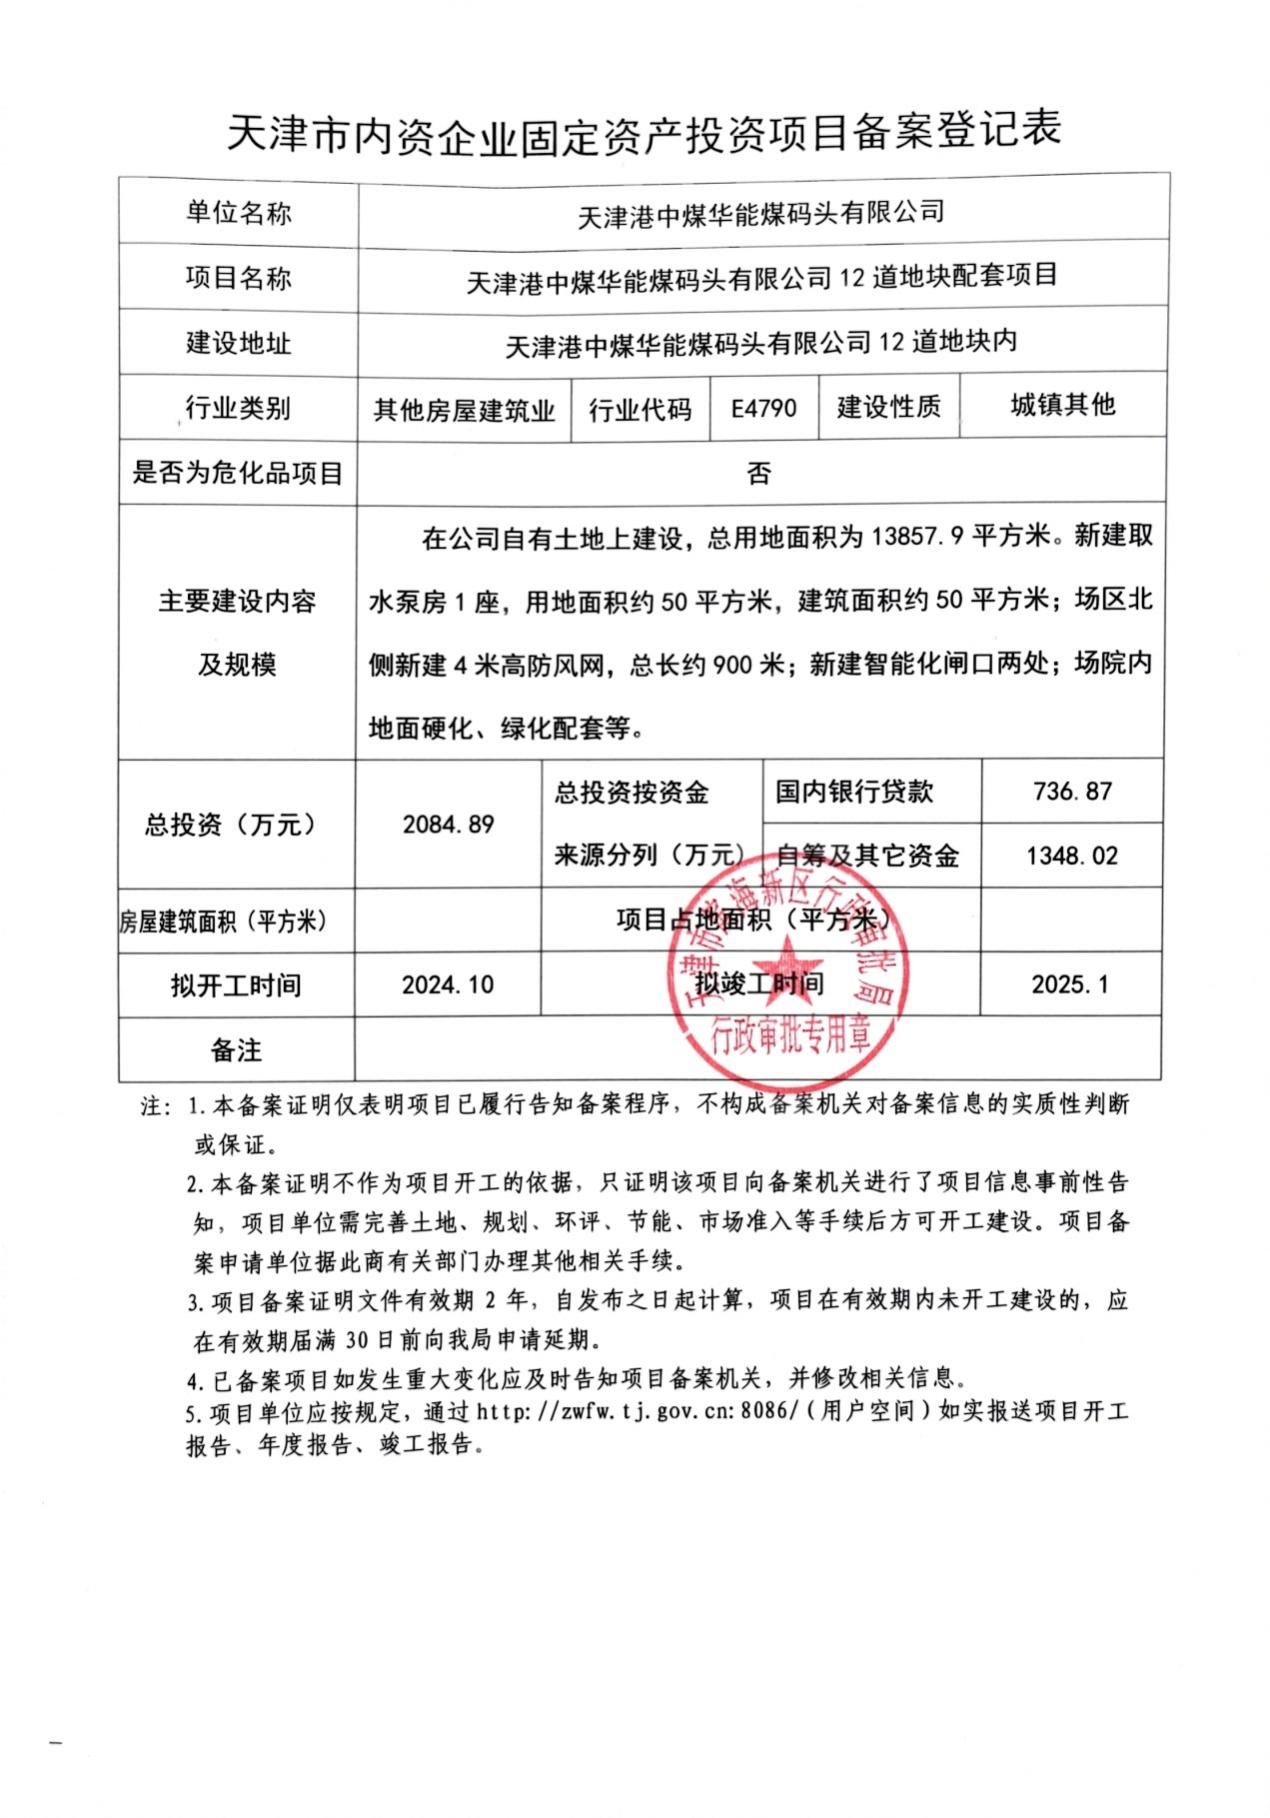 天津市内资企业固定资产投资项目备案登记表
单位名称 天津港中煤华能煤码头有限公司
项目名称 天津港中煤华能煤码头有限公司12道地块配套项目
建设地址 天津港中煤华能煤码头有限公司12道地块内
行业类别 其他房屋建筑业 行业代码 E4790 建设性质 城镇其他
是否为危化品项目 否
主要建设内容
及规模
在公司自有土地上建设，总用地面积为13857.9平方米。新建取
水泵房1座，用地面积约50平方米，建筑面积约50平方米；场区北
侧新建4米高防风网，总长约900米；新建智能化闸口两处；场院内
地面硬化、绿化配套等。
总投资（万元） 2084.89
总投资按资金
来源分列（万元）
国内银行贷款 736.87
自筹及其它资金 1348.02
房屋建筑面积（平方米） 项目占地面积（平方米）
拟开工时间 2024.10 拟竣工时间 2025.1
备注
天津市滨海新区行政审批局
行政审批专用章
注：1.本备案证明仅表明项目已履行告知备案程序，不构成备案机关对备案信息的实质性判断
或保证。
2.本备案证明不作为项目开工的依据，只证明该项目向备案机关进行了项目信息事前性告
知，项目单位需完善土地、规划、环评、节能、市场准入等手续后方可开工建设。项目备
案申请单位据此商有关部门办理其他相关手续。
3.项目备案证明文件有效期2年，自发布之日起计算，项目在有效期内未开工建设的，应
在有效期届满30日前向我局申请延期。
4.已备案项目如发生重大变化应及时告知项目备案机关，并修改相关信息。
5.项目单位应按规定，通过http://zwfw.tj.gov.cn:8086/(用户空间)如实报送项目开工
报告、年度报告、竣工报告。